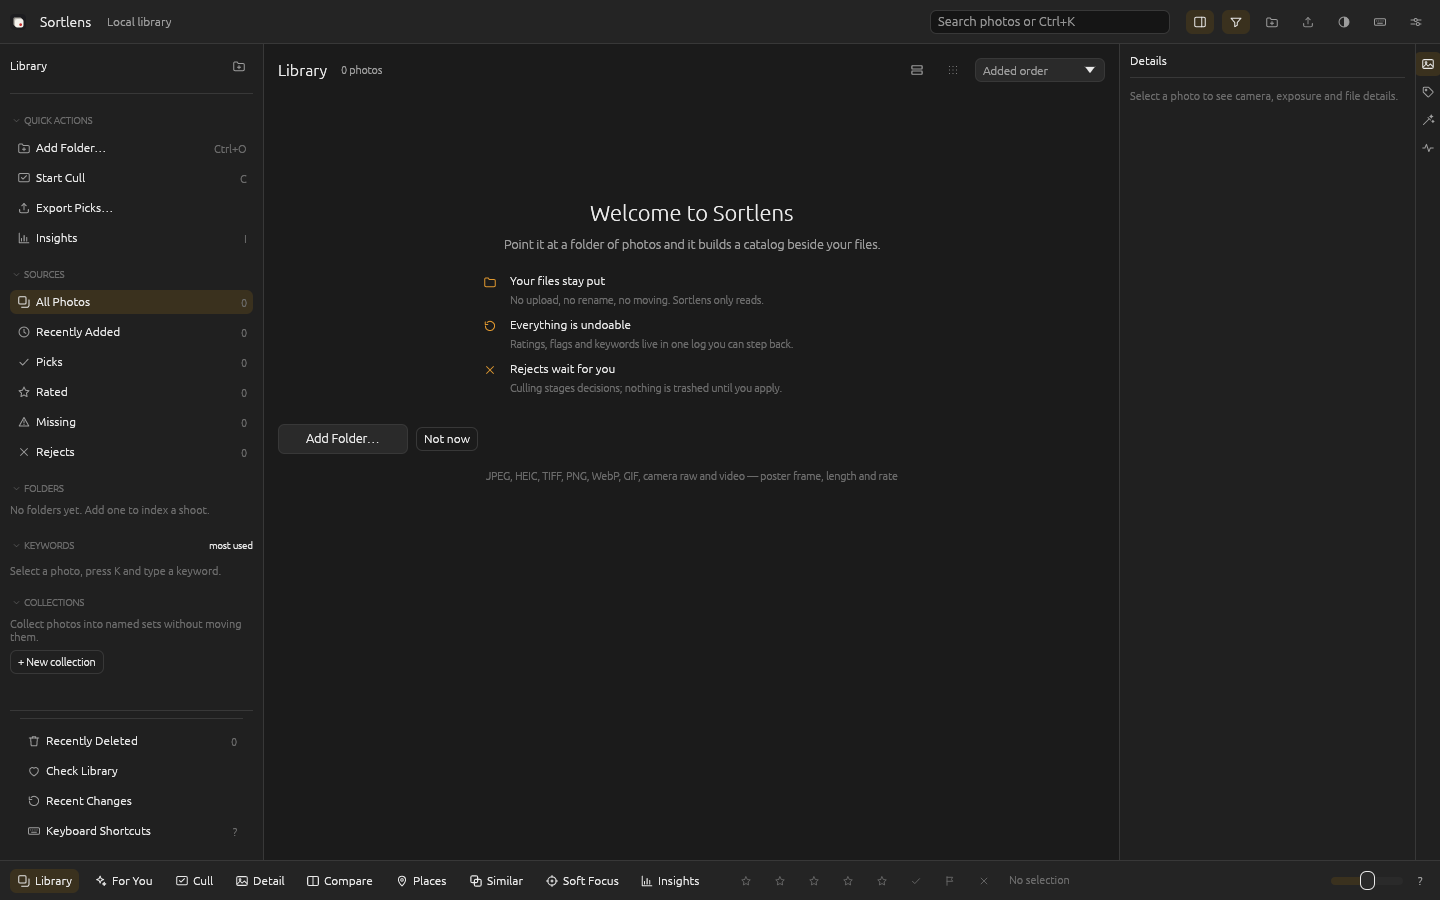 Sortlens Local library
Search photos or Ctrl+K
Library
QUICK ACTIONS
Add Folder... Ctrl+O
Start Cull C
Export Picks...
Insights I
SOURCES
All Photos 0
Recently Added 0
Picks 0
Rated 0
Missing 0
Rejects 0
FOLDERS
No folders yet. Add one to index a shoot.
KEYWORDS most used
Select a photo, press K and type a keyword.
COLLECTIONS
Collect photos into named sets without moving
them.
+ New collection
Recently Deleted 0
Check Library
Recent Changes
Keyboard Shortcuts ?
Library 0 photos
Added order
Welcome to Sortlens
Point it at a folder of photos and it builds a catalog beside your files.
Your files stay put
No upload, no rename, no moving. Sortlens only reads.
Everything is undoable
Ratings, flags and keywords live in one log you can step back.
Rejects wait for you
Culling stages decisions; nothing is trashed until you apply.
Add Folder... Not now
JPEG, HEIC, TIFF, PNG, WebP, GIF, camera raw and video — poster frame, length and rate
Details
Select a photo to see camera, exposure and file details.
Library For You Cull Detail Compare Places Similar Soft Focus Insights No selection ?